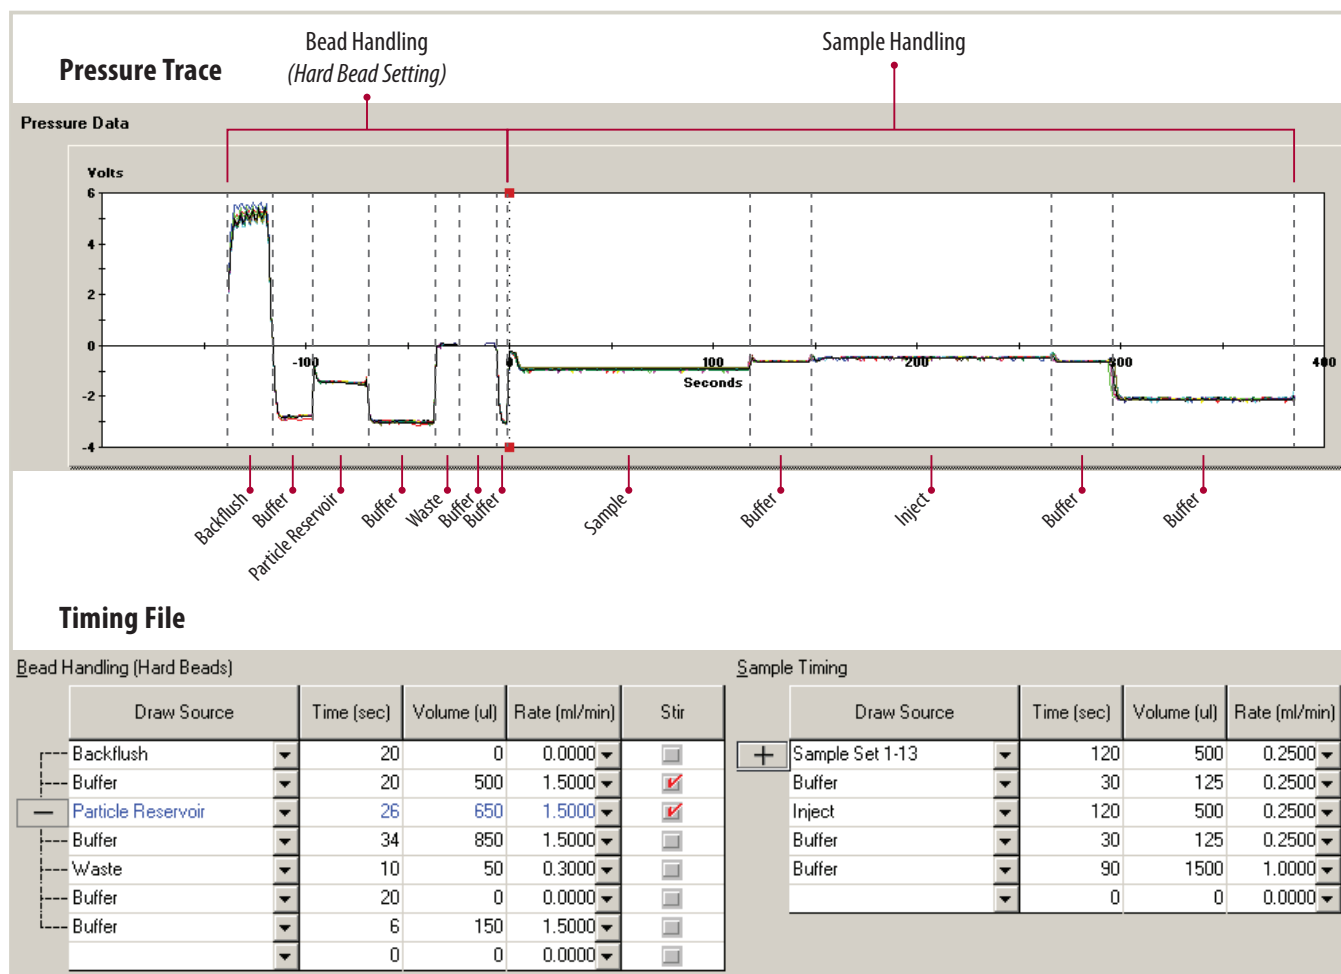 Pressure Trace
Bead Handling
(Hard Bead Setting)
Sample Handling
Pressure Data
Volts
6
4
2
0
-2
-4
-100
0
100
200
300
400
Seconds
Backflush
Buffer
Particle Reservoir
Buffer
Waste
Buffer
Buffer
Sample
Buffer
Inject
Buffer
Buffer
Timing File
Bead Handling (Hard Beads)
Draw Source Time (sec) Volume (ul) Rate (ml/min) Stir
Backflush 20 0 0.0000
Buffer 20 500 1.5000
Particle Reservoir 26 650 1.5000
Buffer 34 850 1.5000
Waste 10 50 0.3000
Buffer 20 0 0.0000
Buffer 6 150 1.5000
0 0 0.0000
Sample Timing
Draw Source Time (sec) Volume (ul) Rate (ml/min)
Sample Set 1-13 120 500 0.2500
Buffer 30 125 0.2500
Inject 120 500 0.2500
Buffer 30 125 0.2500
Buffer 90 1500 1.0000
0 0 0.0000